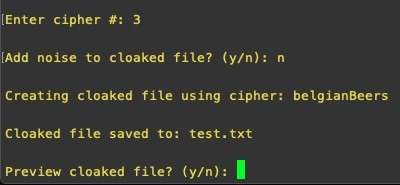 [Enter cipher #: 3
[Add noise to cloaked file? (y/n): n
Creating cloaked file using cipher: belgianBeers
Cloaked file saved to: test.txt
Preview cloaked file? (y/n):